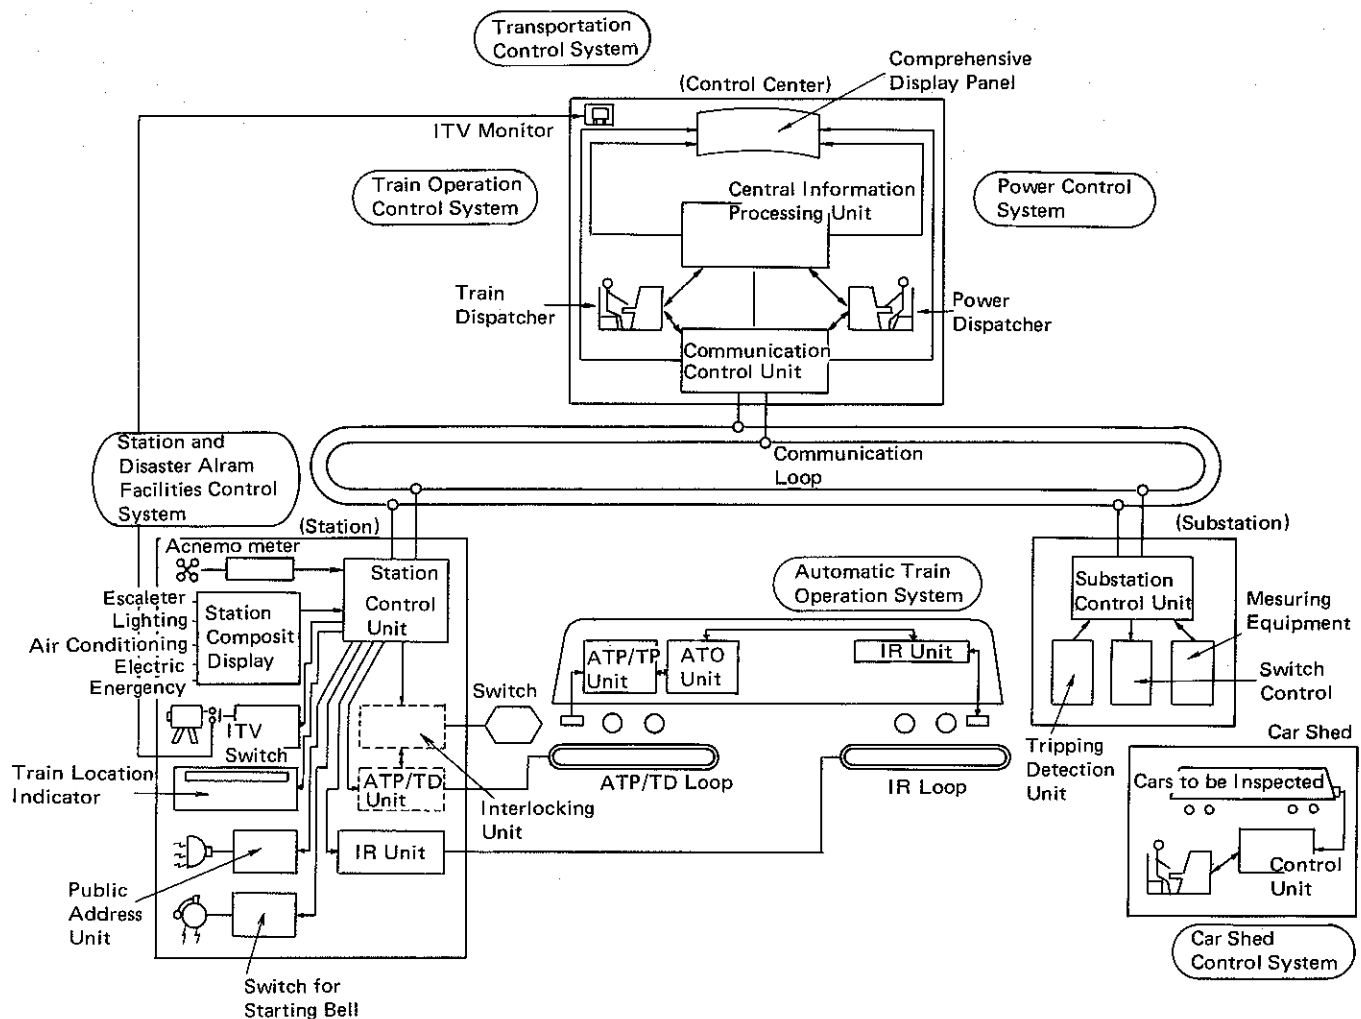 Transportation
Control System
Comprehensive
Display Panel
(Control Center)
ITV Monitor
Train Operation
Control System
Central Information
Processing Unit
Power Control
System
Train
Dispatcher
Power
Dispatcher
Communication
Control Unit
Station and
Disaster Alram
Facilities Control
System
Communication
Loop
(Station)
(Substation)
Acnemo meter
Station
Control
Unit
Escaleter
Lighting
Air Conditioning
Electric
Energency
Station
Composit
Display
Automatic Train
Operation System
ATP/TP
Unit
ATO
Unit
IR Unit
Substation
Control Unit
Mesuring
Equipment
Switch
Control
Tripping
Detection
Unit
ITV
Switch
Switch
Train Location
Indicator
ATP/TD
Unit
Interlocking
Unit
ATP/TD Loop
IR Loop
IR Unit
Public
Address
Unit
Switch for
Starting Bell
Car Shed
Cars to be Inspected
Control
Unit
Car Shed
Control System